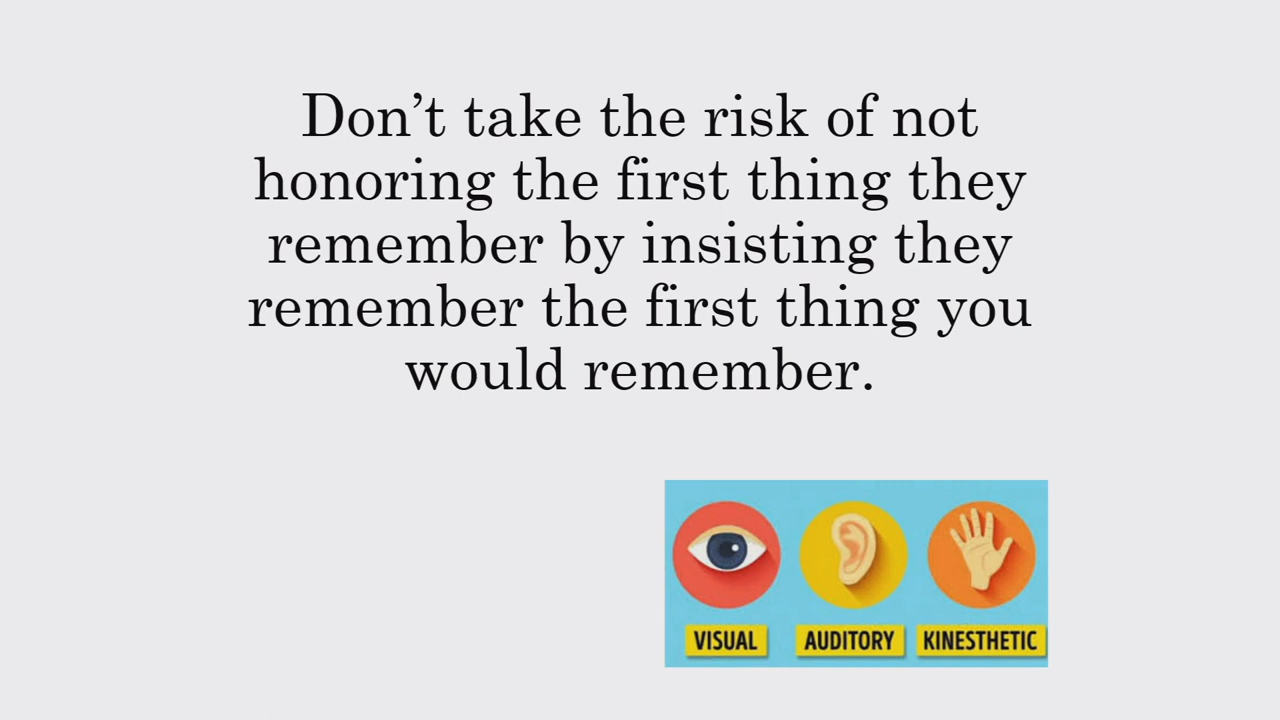 Don’t take the risk of not
honoring the first thing they
remember by insisting they
remember the first thing you
would remember.
VISUAL
AUDITORY
KINESTHETIC